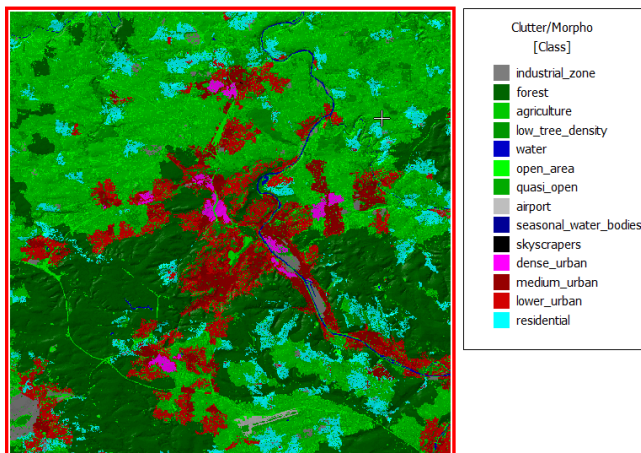 Clutter/Morpho
[Class]
industrial_zone
forest
agriculture
low_tree_density
water
open_area
quasi_open
airport
seasonal_water_bodies
skyscrapers
dense_urban
medium_urban
lower_urban
residential